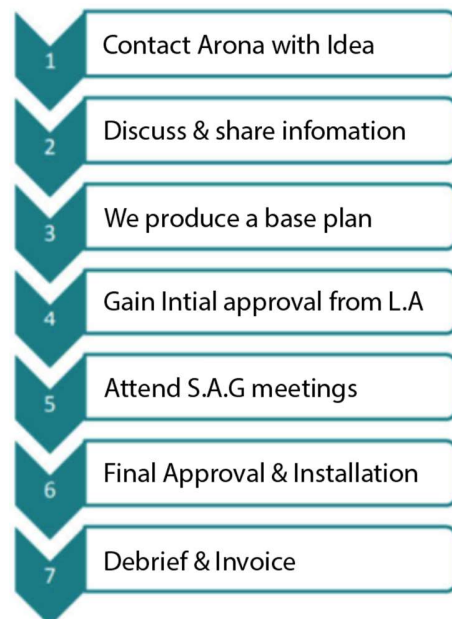 1
Contact Arona with Idea
2
Discuss & share infomation
3
We produce a base plan
4
Gain Intial approval from L.A
5
Attend S.A.G meetings
6
Final Approval & Installation
7
Debrief & Invoice